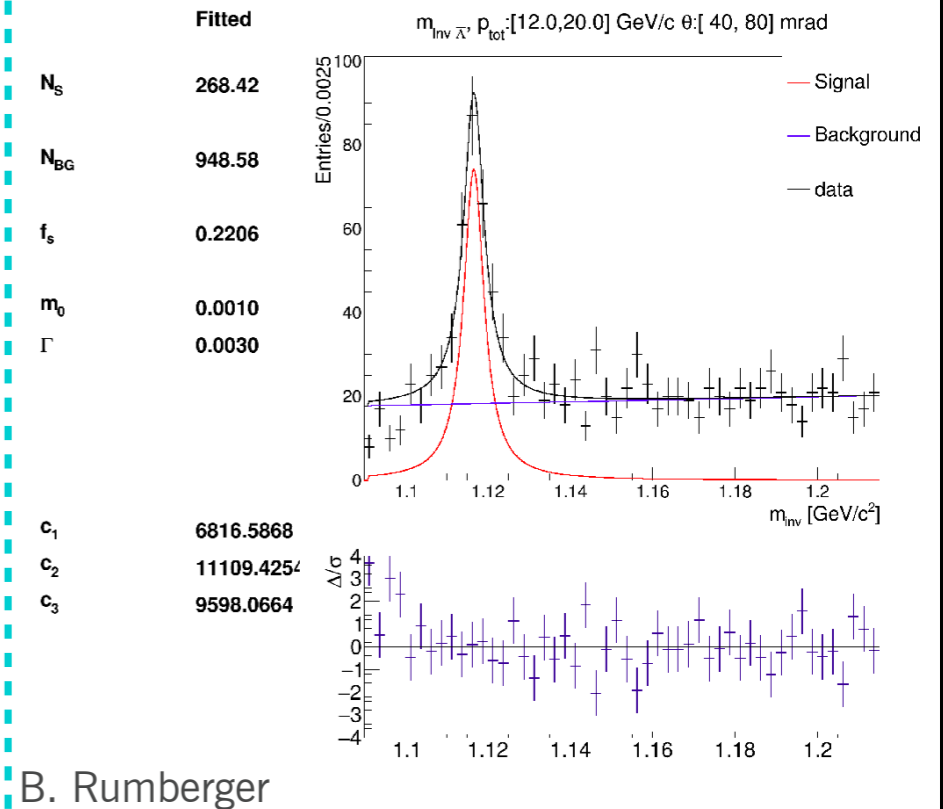 Fitted
N_S 268.42
N_BG 948.58
f_s 0.2206
m_0 0.0010
Γ 0.0030
c_1 6816.5868
c_2 11109.425
c_3 9598.0664
m_Inv Λ̅, p_tot:[12.0,20.0] GeV/c θ:[ 40, 80] mrad
Entries/0.0025
100
80
60
40
20
0
Signal
Background
data
1.1 1.12 1.14 1.16 1.18 1.2
m_inv [GeV/c²]
Δ/σ
4
3
2
1
0
−1
−2
−3
−4
1.1 1.12 1.14 1.16 1.18 1.2
B. Rumberger